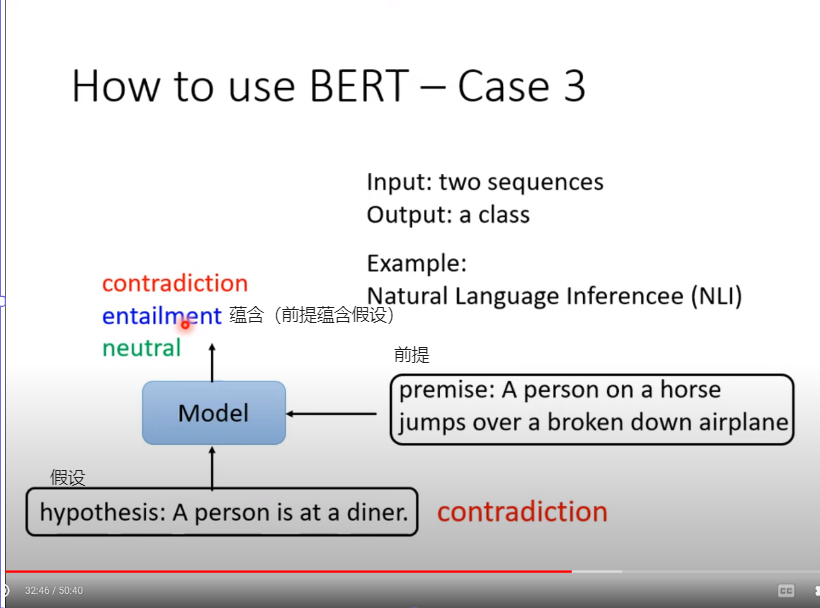 How to use BERT – Case 3
Input: two sequences
Output: a class
Example:
Natural Language Inferencee (NLI)
contradiction
entailment 蕴含（前提蕴含假设）
neutral
前提
premise: A person on a horse
jumps over a broken down airplane
Model
假设
hypothesis: A person is at a diner.
contradiction
32:46 / 50:40
CC